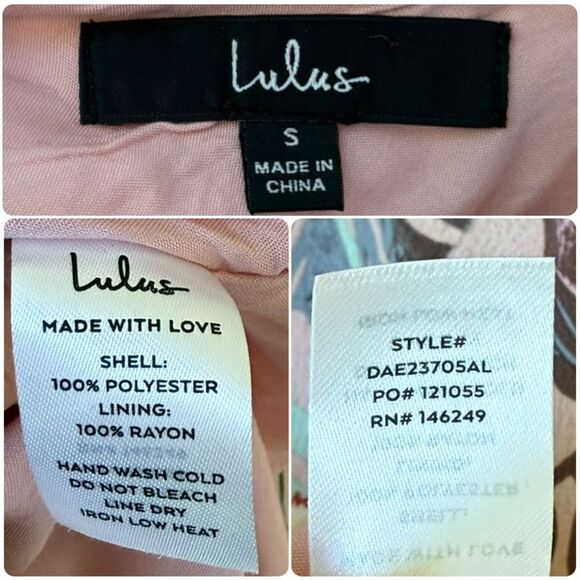 Lulus
S
MADE IN
CHINA
Lulus
MADE WITH LOVE
SHELL:
100% POLYESTER
LINING:
100% RAYON
HAND WASH COLD
DO NOT BLEACH
LINE DRY
IRON LOW HEAT
STYLE#
DAE23705AL
PO# 121055
RN# 146249